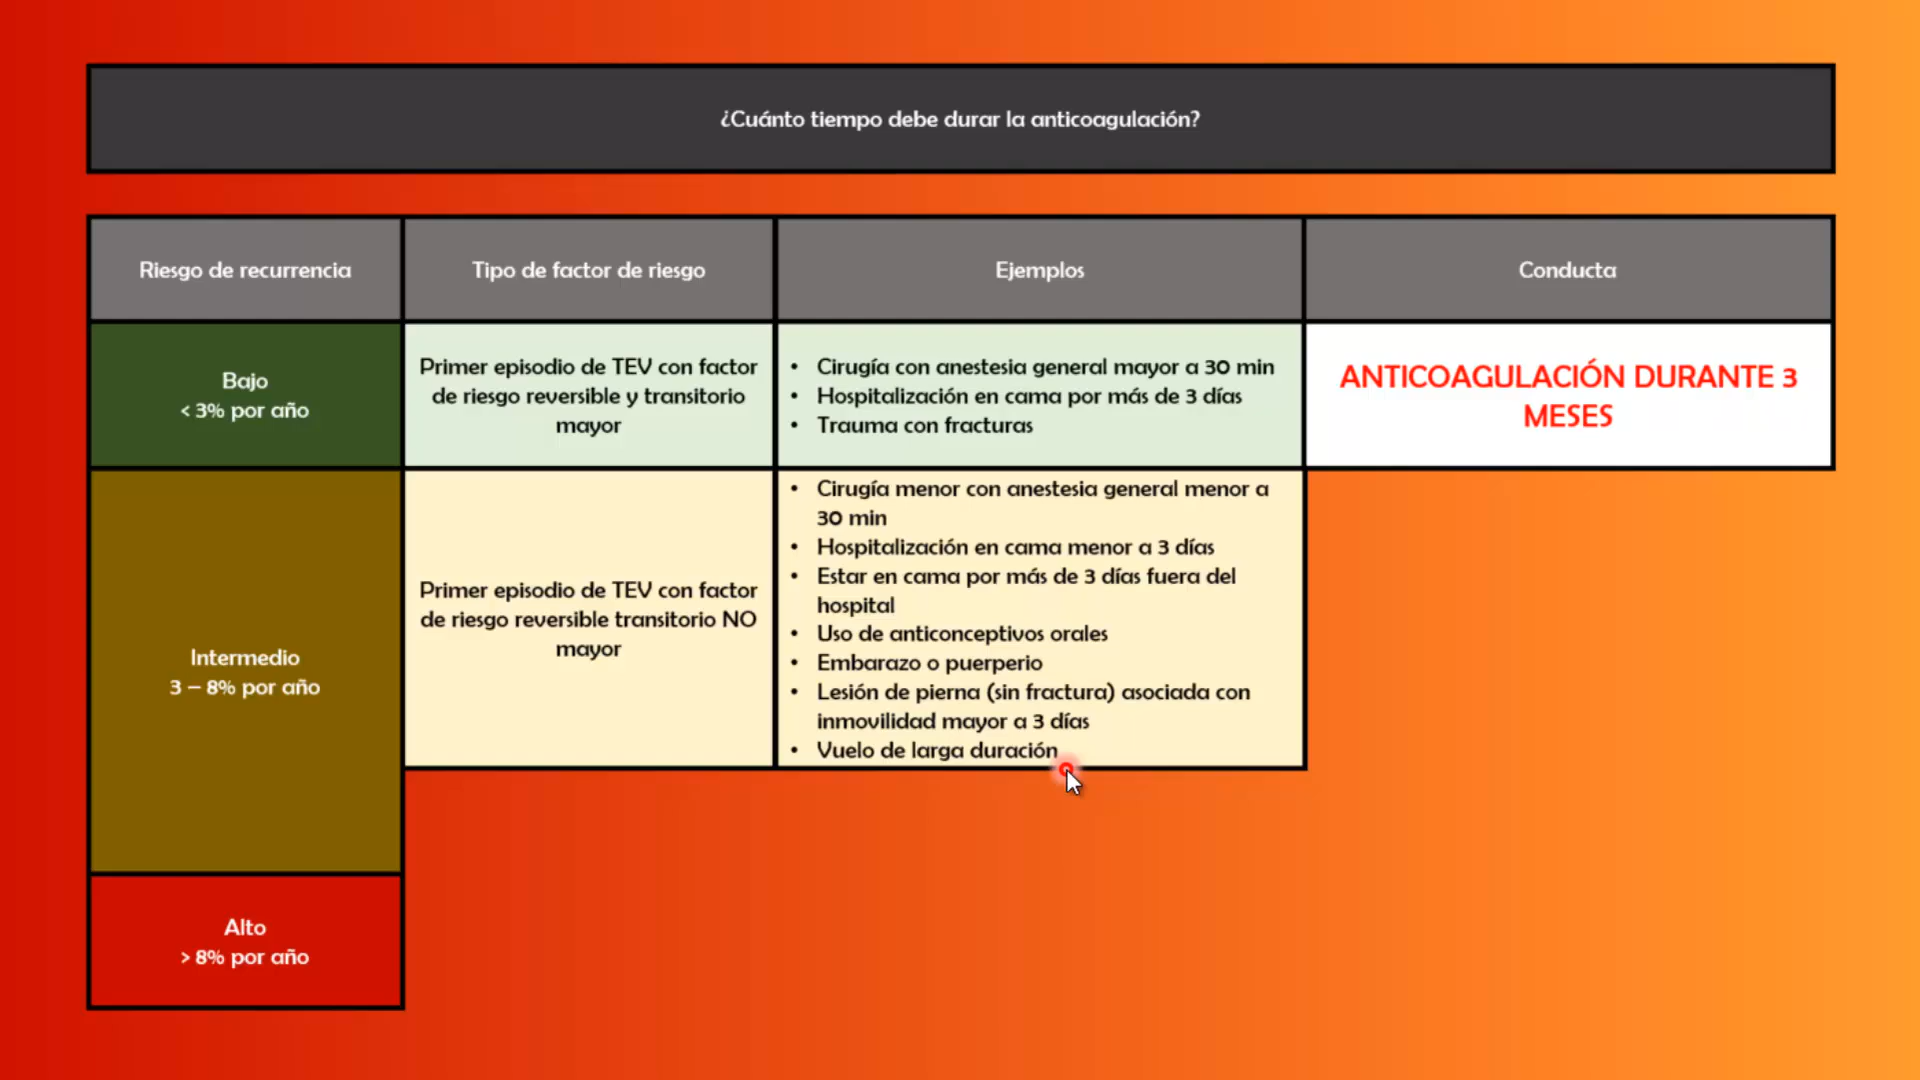 ¿Cuánto tiempo debe durar la anticoagulación?
Riesgo de recurrencia
Tipo de factor de riesgo
Ejemplos
Conducta
Bajo
< 3% por año
Primer episodio de TEV con factor
de riesgo reversible y transitorio
mayor
• Cirugía con anestesia general mayor a 30 min
• Hospitalización en cama por más de 3 días
• Trauma con fracturas
ANTICOAGULACIÓN DURANTE 3
MESES
Intermedio
3 – 8% por año
Primer episodio de TEV con factor
de riesgo reversible transitorio NO
mayor
• Cirugía menor con anestesia general menor a
30 min
• Hospitalización en cama menor a 3 días
• Estar en cama por más de 3 días fuera del
hospital
• Uso de anticonceptivos orales
• Embarazo o puerperio
• Lesión de pierna (sin fractura) asociada con
inmovilidad mayor a 3 días
• Vuelo de larga duración
Alto
> 8% por año